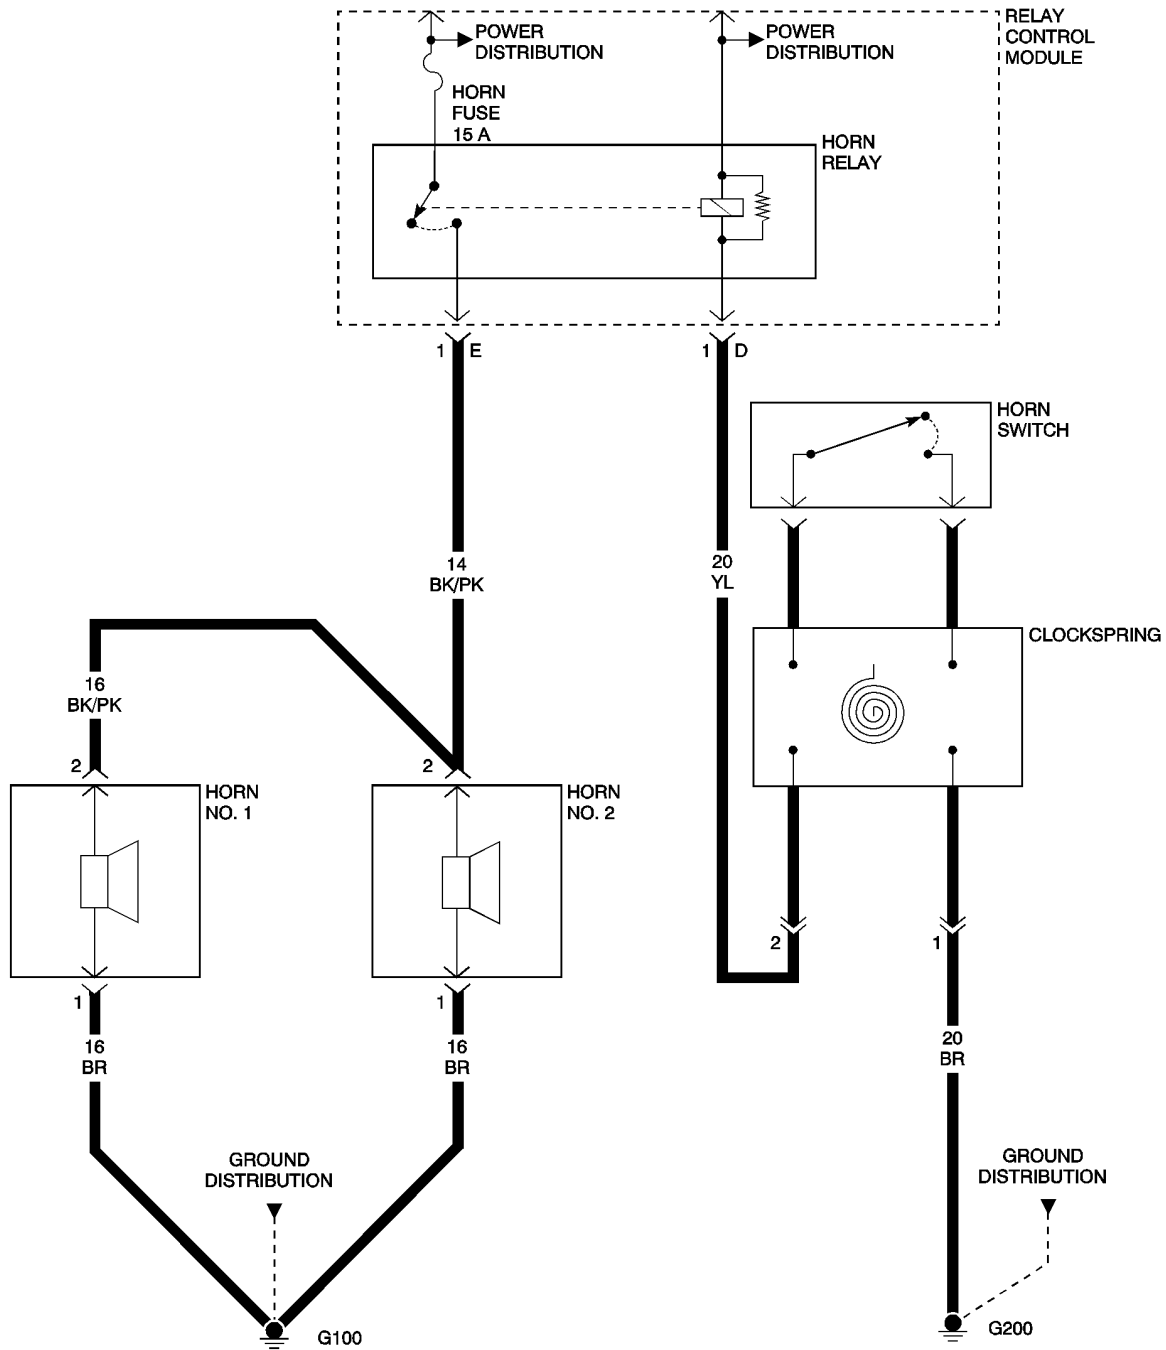 POWER
DISTRIBUTION
POWER
DISTRIBUTION
RELAY
CONTROL
MODULE
HORN
FUSE
15 A
HORN
RELAY
1 E
1 D
HORN
SWITCH
14
BK/PK
20
YL
CLOCKSPRING
16
BK/PK
2
2
HORN
NO. 1
HORN
NO. 2
2
1
1
1
16
BR
16
BR
20
BR
GROUND
DISTRIBUTION
GROUND
DISTRIBUTION
G100
G200